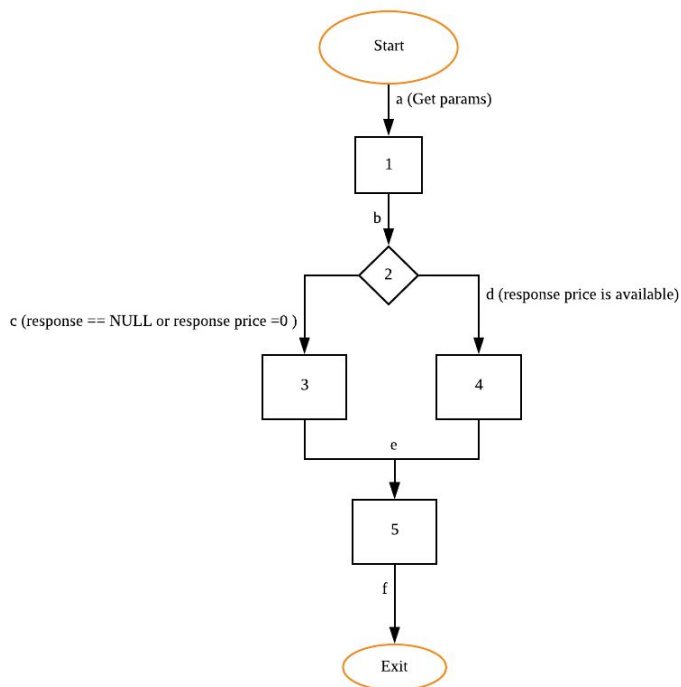 Start
a (Get params)
1
b
2
d (response price is available)
c (response == NULL or response price =0 )
3
4
e
5
f
Exit